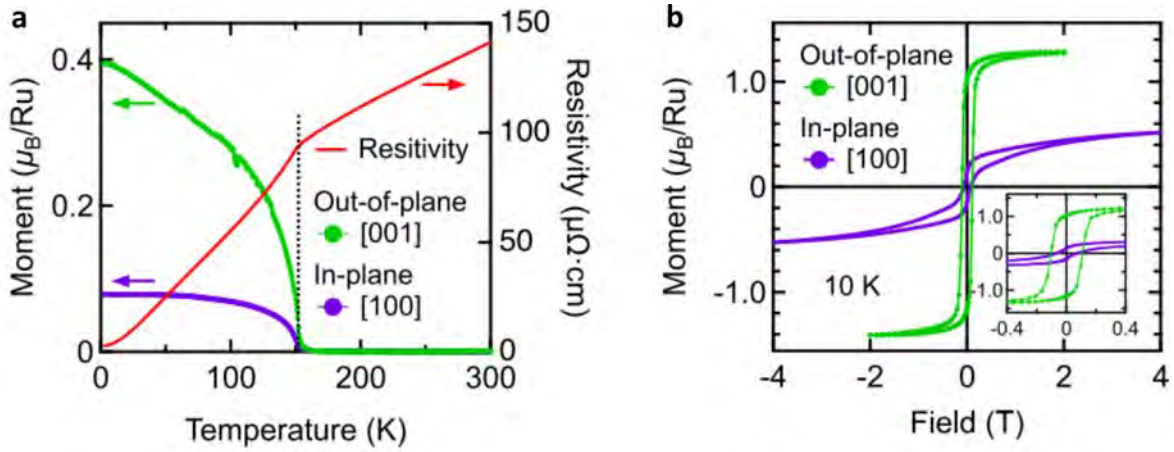 a
Moment (μB/Ru)
0.4
0.2
0
0
100
200
300
Temperature (K)
150
100
50
0
Resistivity (μΩ·cm)
Resitivity
Out-of-plane
[001]
In-plane
[100]
b
Moment (μB/Ru)
1.0
0
-1.0
-4
-2
0
2
4
Field (T)
Out-of-plane
[001]
In-plane
[100]
10 K
1.0
0
-1.0
-0.4
0
0.4